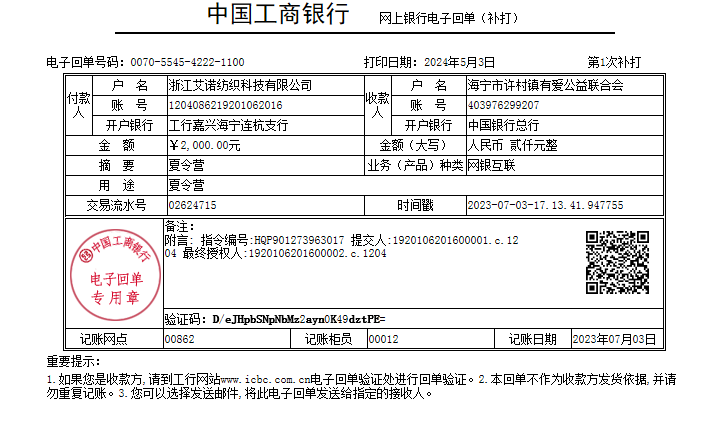 中国工商银行 网上银行电子回单（补打）
电子回单号码：0070-5545-4222-1100 打印日期：2024年5月3日 第1次补打
付款人 户 名 浙江艾诺纺织科技有限公司 收款人 户 名 海宁市许村镇有爱公益联合会
账 号 1204086219201062016 账 号 403976299207
开户银行 工行嘉兴海宁连杭支行 开户银行 中国银行总行
金 额 ￥2,000.00元 金额（大写） 人民币 贰仟元整
摘 要 夏令营 业务（产品）种类 网银互联
用 途 夏令营
交易流水号 02624715 时间戳 2023-07-03-17.13.41.947755
中国工商银行
电子回单
专用章
备注：
附言: 指令编号:HQP901273963017 提交人:1920106201600001.c.12
04 最终授权人:1920106201600002.c.1204
验证码：D/eJHpbSNpNbMz2ayn0K49dztPE=
记账网点 00862 记账柜员 00012 记账日期 2023年07月03日
重要提示：
1.如果您是收款方,请到工行网站www.icbc.com.cn电子回单验证处进行回单验证。2.本回单不作为收款方发货依据,并请
勿重复记账。3.您可以选择发送邮件,将此电子回单发送给指定的接收人。